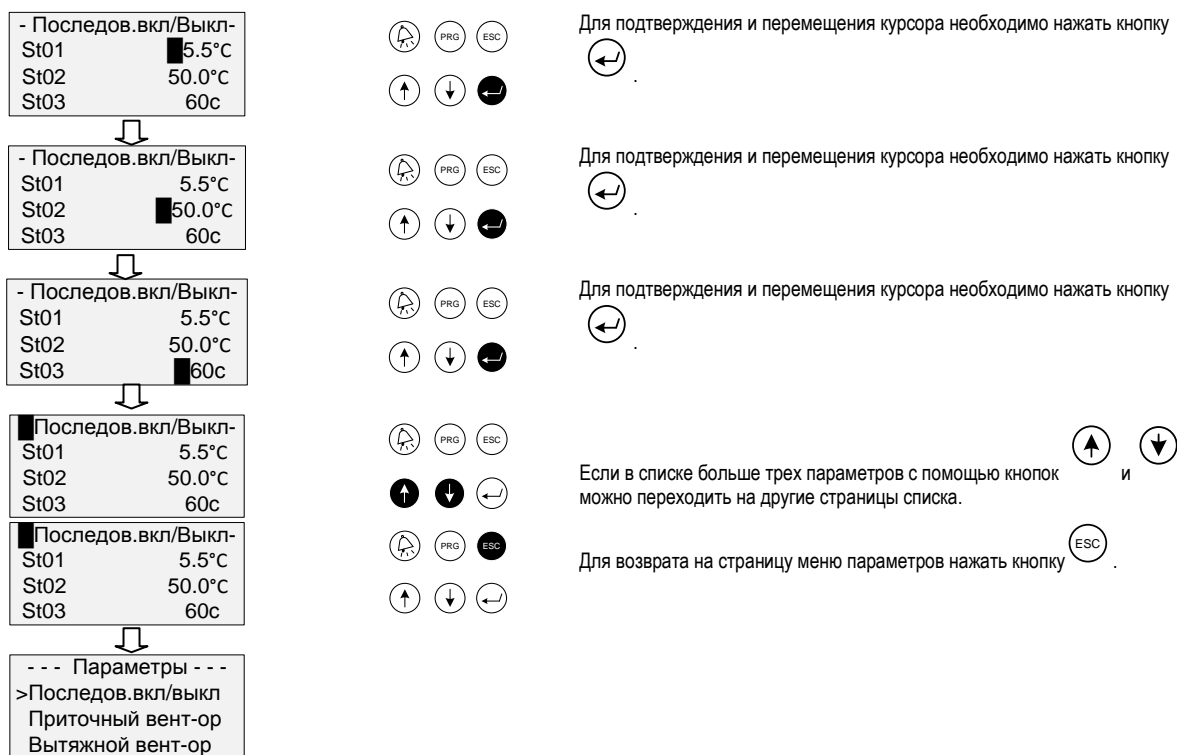 - Последов.вкл/Выкл-
St01 5.5°C
St02 50.0°C
St03 60с
PRG ESC
Для подтверждения и перемещения курсора необходимо нажать кнопку
.
- Последов.вкл/Выкл-
St01 5.5°C
St02 50.0°C
St03 60с
PRG ESC
Для подтверждения и перемещения курсора необходимо нажать кнопку
.
- Последов.вкл/Выкл-
St01 5.5°C
St02 50.0°C
St03 60с
PRG ESC
Для подтверждения и перемещения курсора необходимо нажать кнопку
.
Последов.вкл/Выкл-
St01 5.5°C
St02 50.0°C
St03 60с
PRG ESC
Если в списке больше трех параметров с помощью кнопок и
можно переходить на другие страницы списка.
Последов.вкл/Выкл-
St01 5.5°C
St02 50.0°C
St03 60с
PRG ESC
Для возврата на страницу меню параметров нажать кнопку ESC .
- - - Параметры - - -
>Последов.вкл/выкл
Приточный вент-ор
Вытяжной вент-ор